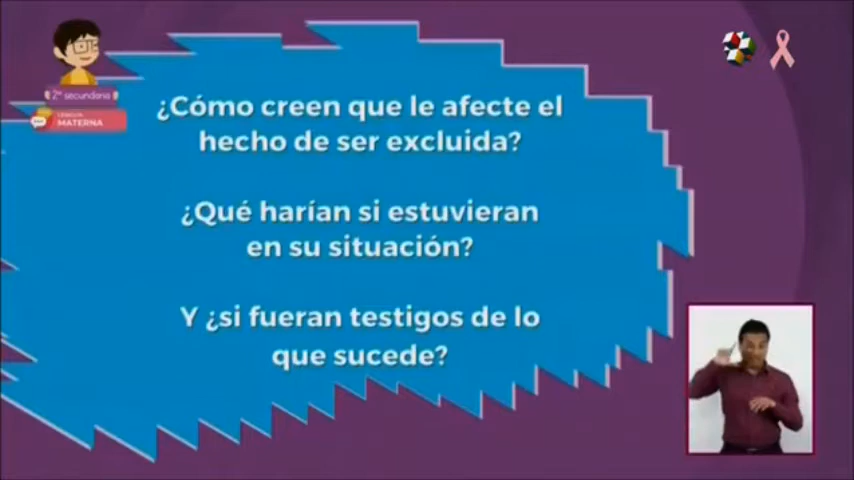 2° secundaria
LENGUA
MATERNA
¿Cómo creen que le afecte el
hecho de ser excluida?
¿Qué harían si estuvieran
en su situación?
Y ¿si fueran testigos de lo
que sucede?